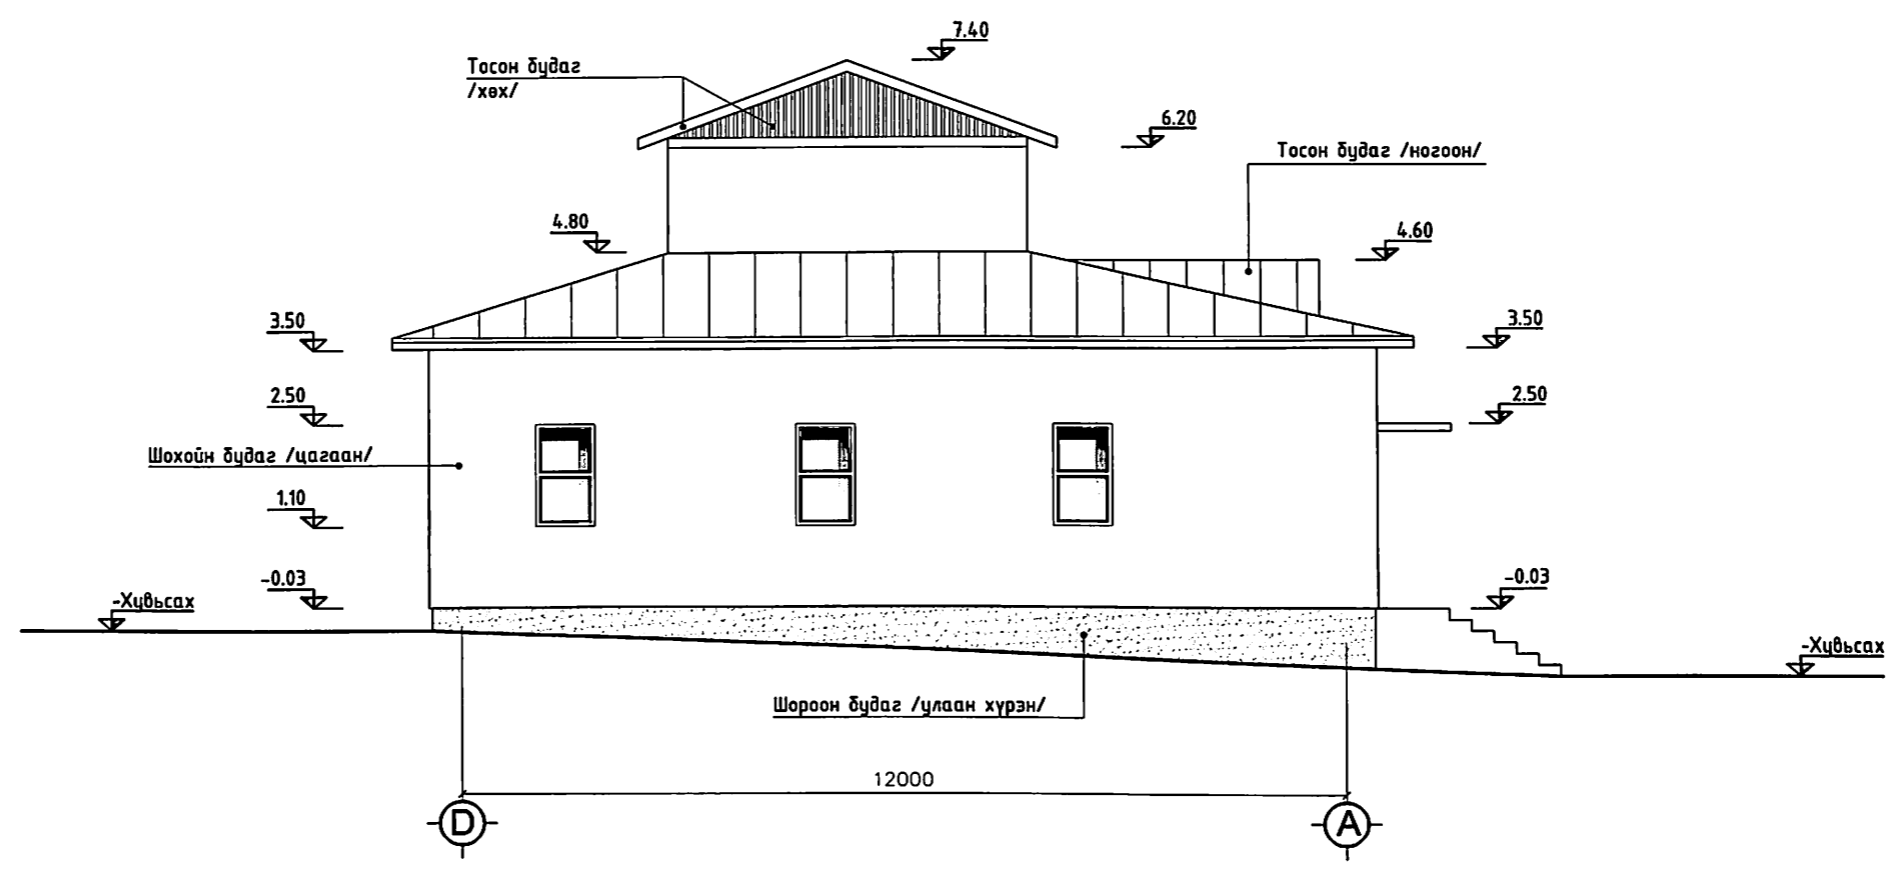 7.40
Тосон будаг
/хөх/
6.20
Тосон будаг /ногоон/
4.80
4.60
3.50
3.50
2.50
2.50
Шохойн будаг /цагаан/
1.10
-0.03
-0.03
-Хувьсах
-Хувьсах
Шороон будаг /улаан хүрэн/
12000
D
A